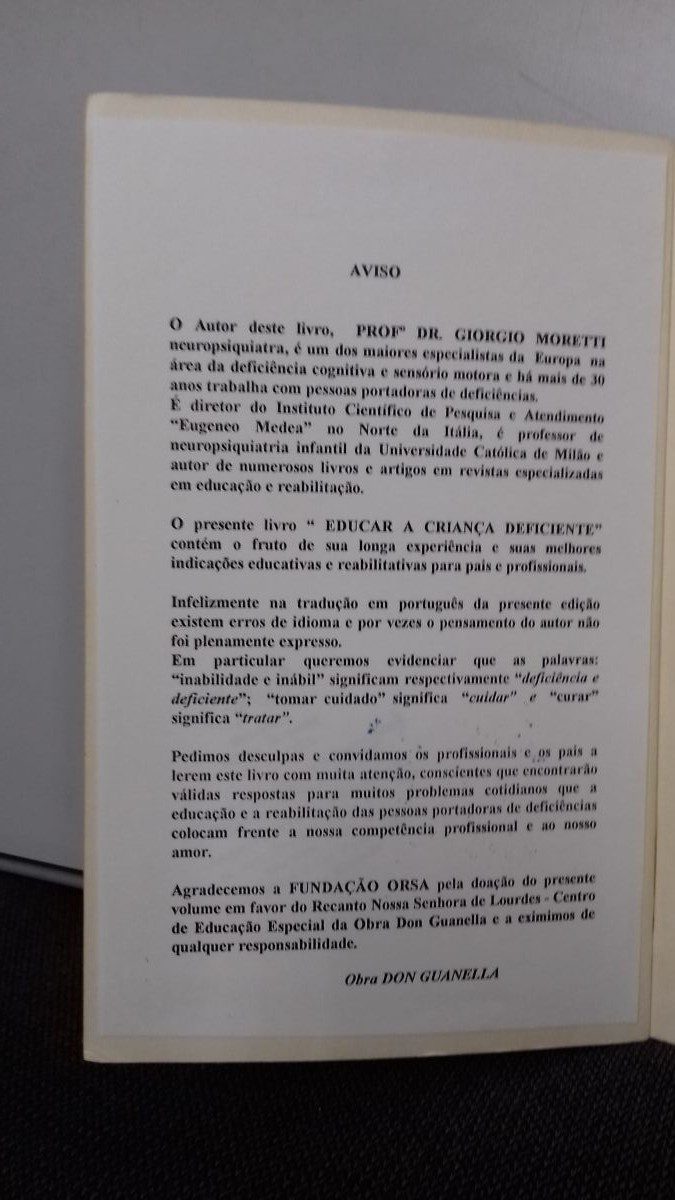 AVISO
O Autor deste livro, PROFº DR. GIORGIO MORETTI
neuropsiquiatra, é um dos maiores especialistas da Europa na
área da deficiência cognitiva e sensório motora e há mais de 30
anos trabalha com pessoas portadoras de deficiências.
É diretor do Instituto Científico de Pesquisa e Atendimento
“Eugeneo Medea” no Norte da Itália, é professor de
neuropsiquiatria infantil da Universidade Católica de Milão e
autor de numerosos livros e artigos em revistas especializadas
em educação e reabilitação.
O presente livro “ EDUCAR A CRIANÇA DEFICIENTE”
contém o fruto de sua longa experiência e suas melhores
indicações educativas e reabilitativas para pais e profissionais.
Infelizmente na tradução em português da presente edição
existem erros de idioma e por vezes o pensamento do autor não
foi plenamente expresso.
Em particular queremos evidenciar que as palavras:
“inabilidade e inábil” significam respectivamente “deficiência e
deficiente”; “tomar cuidado” significa “cuidar” e “curar”
significa “tratar”.
Pedimos desculpas e convidamos os profissionais e os pais a
lerem este livro com muita atenção, conscientes que encontrarão
válidas respostas para muitos problemas cotidianos que a
educação e a reabilitação das pessoas portadoras de deficiências
colocam frente a nossa competência profissional e ao nosso
amor.
Agradecemos a FUNDAÇÃO ORSA pela doação do presente
volume em favor do Recanto Nossa Senhora de Lourdes - Centro
de Educação Especial da Obra Don Guanella e a eximimos de
qualquer responsabilidade.
Obra DON GUANELLA